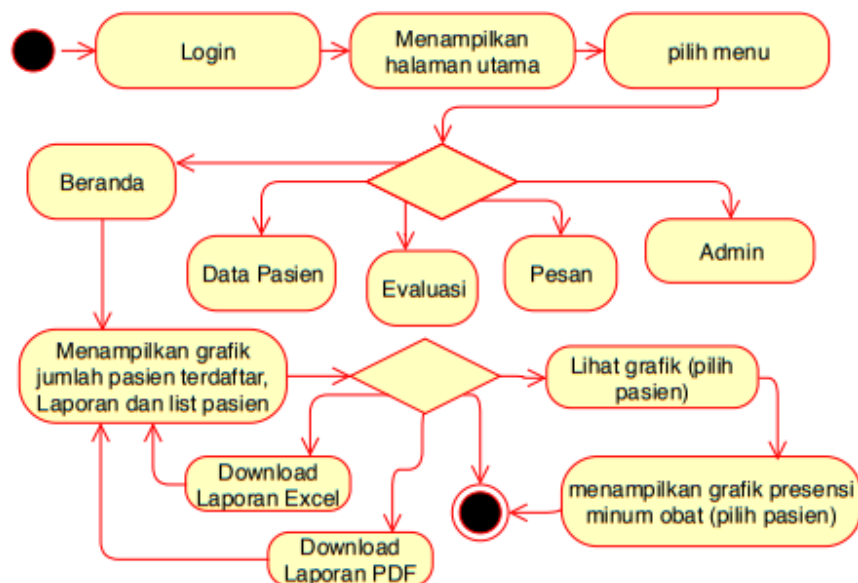 Login
Menampilkan
halaman utama
pilih menu
Beranda
Data Pasien
Evaluasi
Pesan
Admin
Menampilkan grafik
jumlah pasien terdaftar,
Laporan dan list pasien
Lihat grafik (pilih
pasien)
Download
Laporan Excel
menampilkan grafik presensi
minum obat (pilih pasien)
Download
Laporan PDF